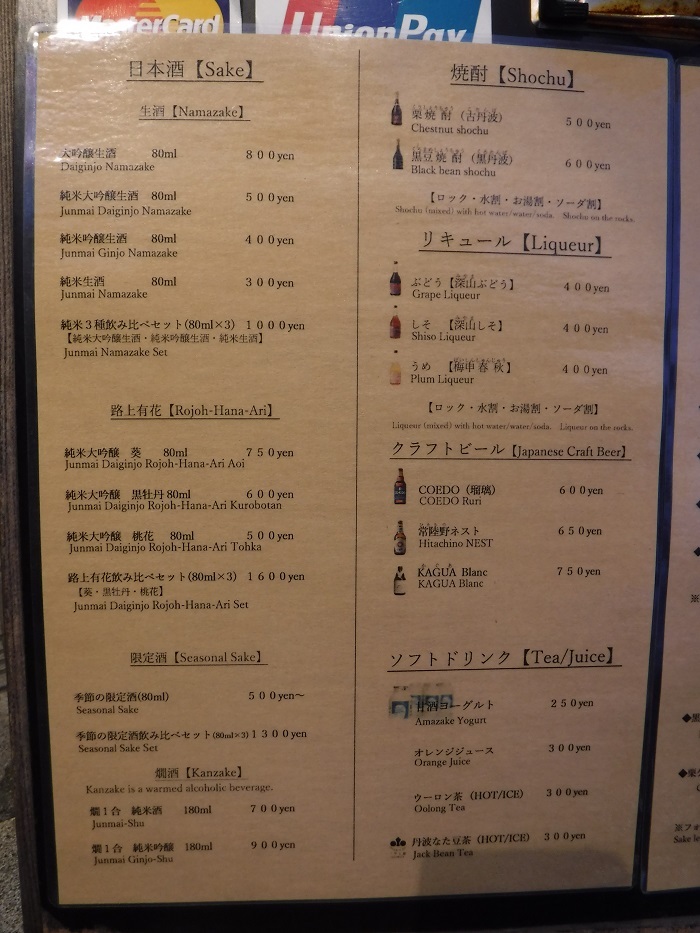 MasterCard
UnionPay
日本酒【Sake】
生酒【Namazake】
大吟醸生酒 80ml ８００yen
Daiginjo Namazake
純米大吟醸生酒 80ml ５００yen
Junmai Daiginjo Namazake
純米吟醸生酒 80ml ４００yen
Junmai Ginjo Namazake
純米生酒 80ml ３００yen
Junmai Namazake
純米３種飲み比べセット(80ml×3) １０００yen
【純米大吟醸生酒・純米吟醸生酒・純米生酒】
Junmai Namazake Set
路上有花【Rojoh-Hana-Ari】
純米大吟醸 葵 80ml ７５０yen
Junmai Daiginjo Rojoh-Hana-Ari Aoi
純米大吟醸 黒牡丹 80ml ６００yen
Junmai Daiginjo Rojoh-Hana-Ari Kurobotan
純米大吟醸 桃花 80ml ５００yen
Junmai Daiginjo Rojoh-Hana-Ari Tohka
路上有花飲み比べセット(80ml×3) １６００yen
【葵・黒牡丹・桃花】
Junmai Daiginjo Rojoh-Hana-Ari Set
限定酒【Seasonal Sake】
季節の限定酒(80ml) ５００yen～
Seasonal Sake
季節の限定酒飲み比べセット(80ml×3) １３００yen
Seasonal Sake Set
燗酒【Kanzake】
Kanzake is a warmed alcoholic beverage.
燗１合 純米酒 180ml ７００yen
Junmai-Shu
燗１合 純米吟醸 180ml ９００yen
Junmai Ginjo-Shu
焼酎【Shochu】
栗焼酎（古丹波） ５００yen
Chestnut shochu
黒豆焼酎（黒丹波） ６００yen
Black bean shochu
【ロック・水割・お湯割・ソーダ割】
Shochu (mixed) with hot water/water/soda. Shochu on the rocks.
リキュール【Liqueur】
ぶどう【深山ぶどう】 ４００yen
Grape Liqueur
しそ 【深山しそ】 ４００yen
Shiso Liqueur
うめ 【梅申春秋】 ４００yen
Plum Liqueur
【ロック・水割・お湯割・ソーダ割】
Liqueur (mixed) with hot water/water/soda. Liqueur on the rocks.
クラフトビール【Japanese Craft Beer】
COEDO（瑠璃） ６００yen
COEDO Ruri
常陸野ネスト ６５０yen
Hitachino NEST
KAGUA Blanc ７５０yen
KAGUA Blanc
ソフトドリンク【Tea/Juice】
甘酒ヨーグルト ２５０yen
Amazake Yogurt
オレンジジュース ３００yen
Orange Juice
ウーロン茶（HOT/ICE） ３００yen
Oolong Tea
丹波なた豆茶（HOT/ICE） ３００yen
Jack Bean Tea
※
◆黒
◆栗
※フォ
Sake le